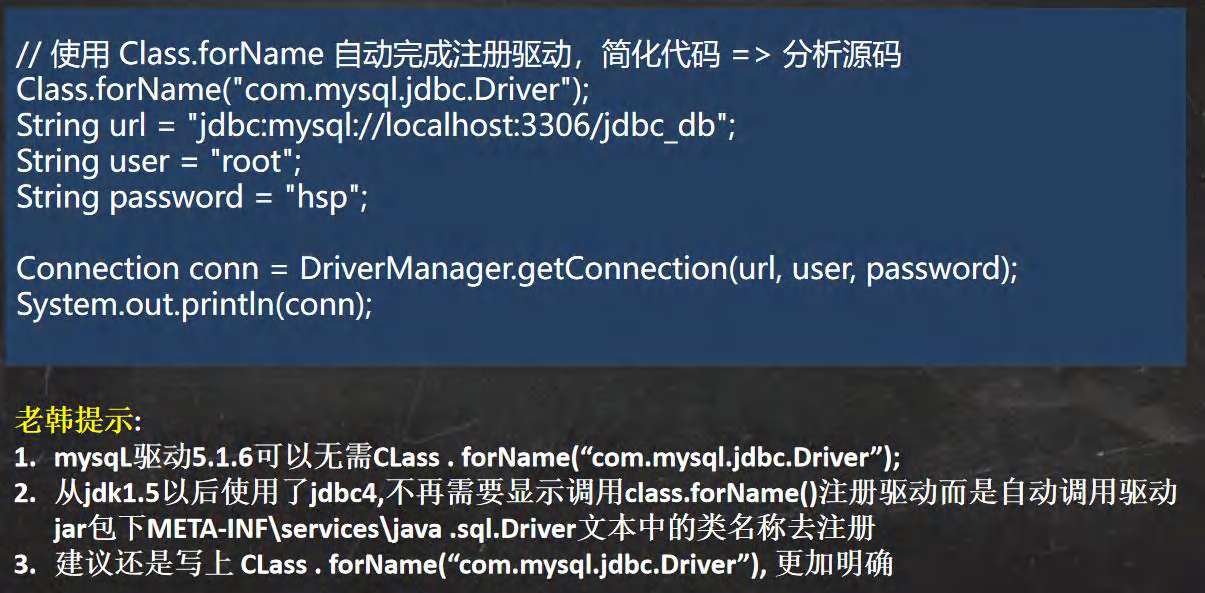 // 使用 Class.forName 自动完成注册驱动，简化代码 => 分析源码
Class.forName("com.mysql.jdbc.Driver");
String url = "jdbc:mysql://localhost:3306/jdbc_db";
String user = "root";
String password = "hsp";
Connection conn = DriverManager.getConnection(url, user, password);
System.out.println(conn);
老韩提示:
1. mysqL驱动5.1.6可以无需CLass . forName(“com.mysql.jdbc.Driver”);
2. 从jdk1.5以后使用了jdbc4,不再需要显示调用class.forName()注册驱动而是自动调用驱动
jar包下META-INF\services\java .sql.Driver文本中的类名称去注册
3. 建议还是写上 CLass . forName(“com.mysql.jdbc.Driver”), 更加明确